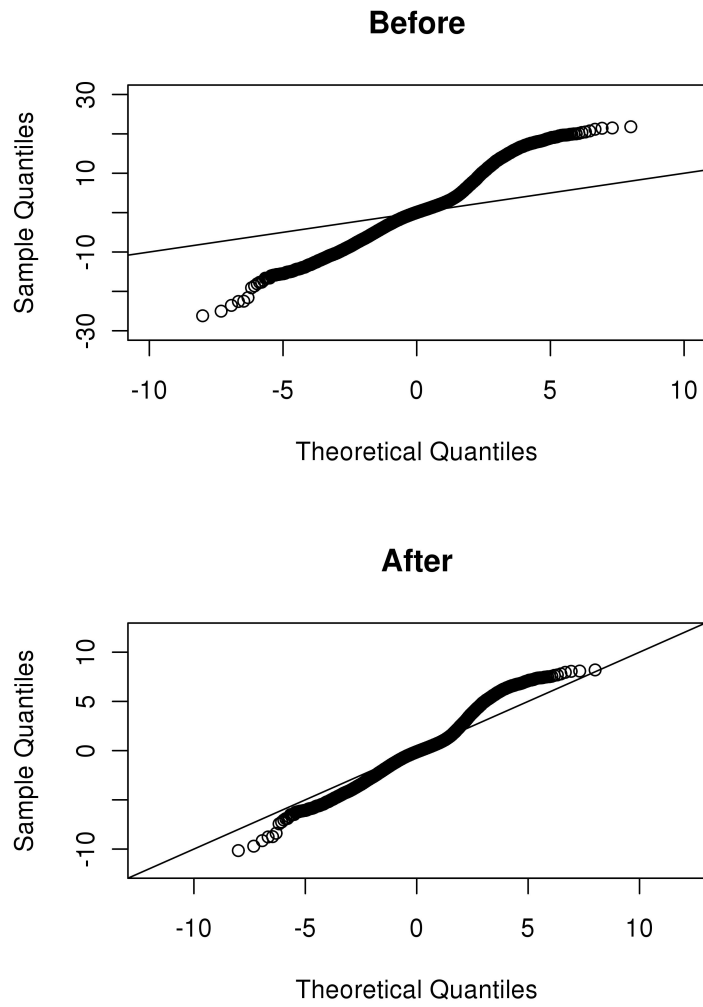 Before
Sample Quantiles
30
10
-10
-30
-10 -5 0 5 10
Theoretical Quantiles
After
Sample Quantiles
10
5
0
-10
-10 -5 0 5 10
Theoretical Quantiles